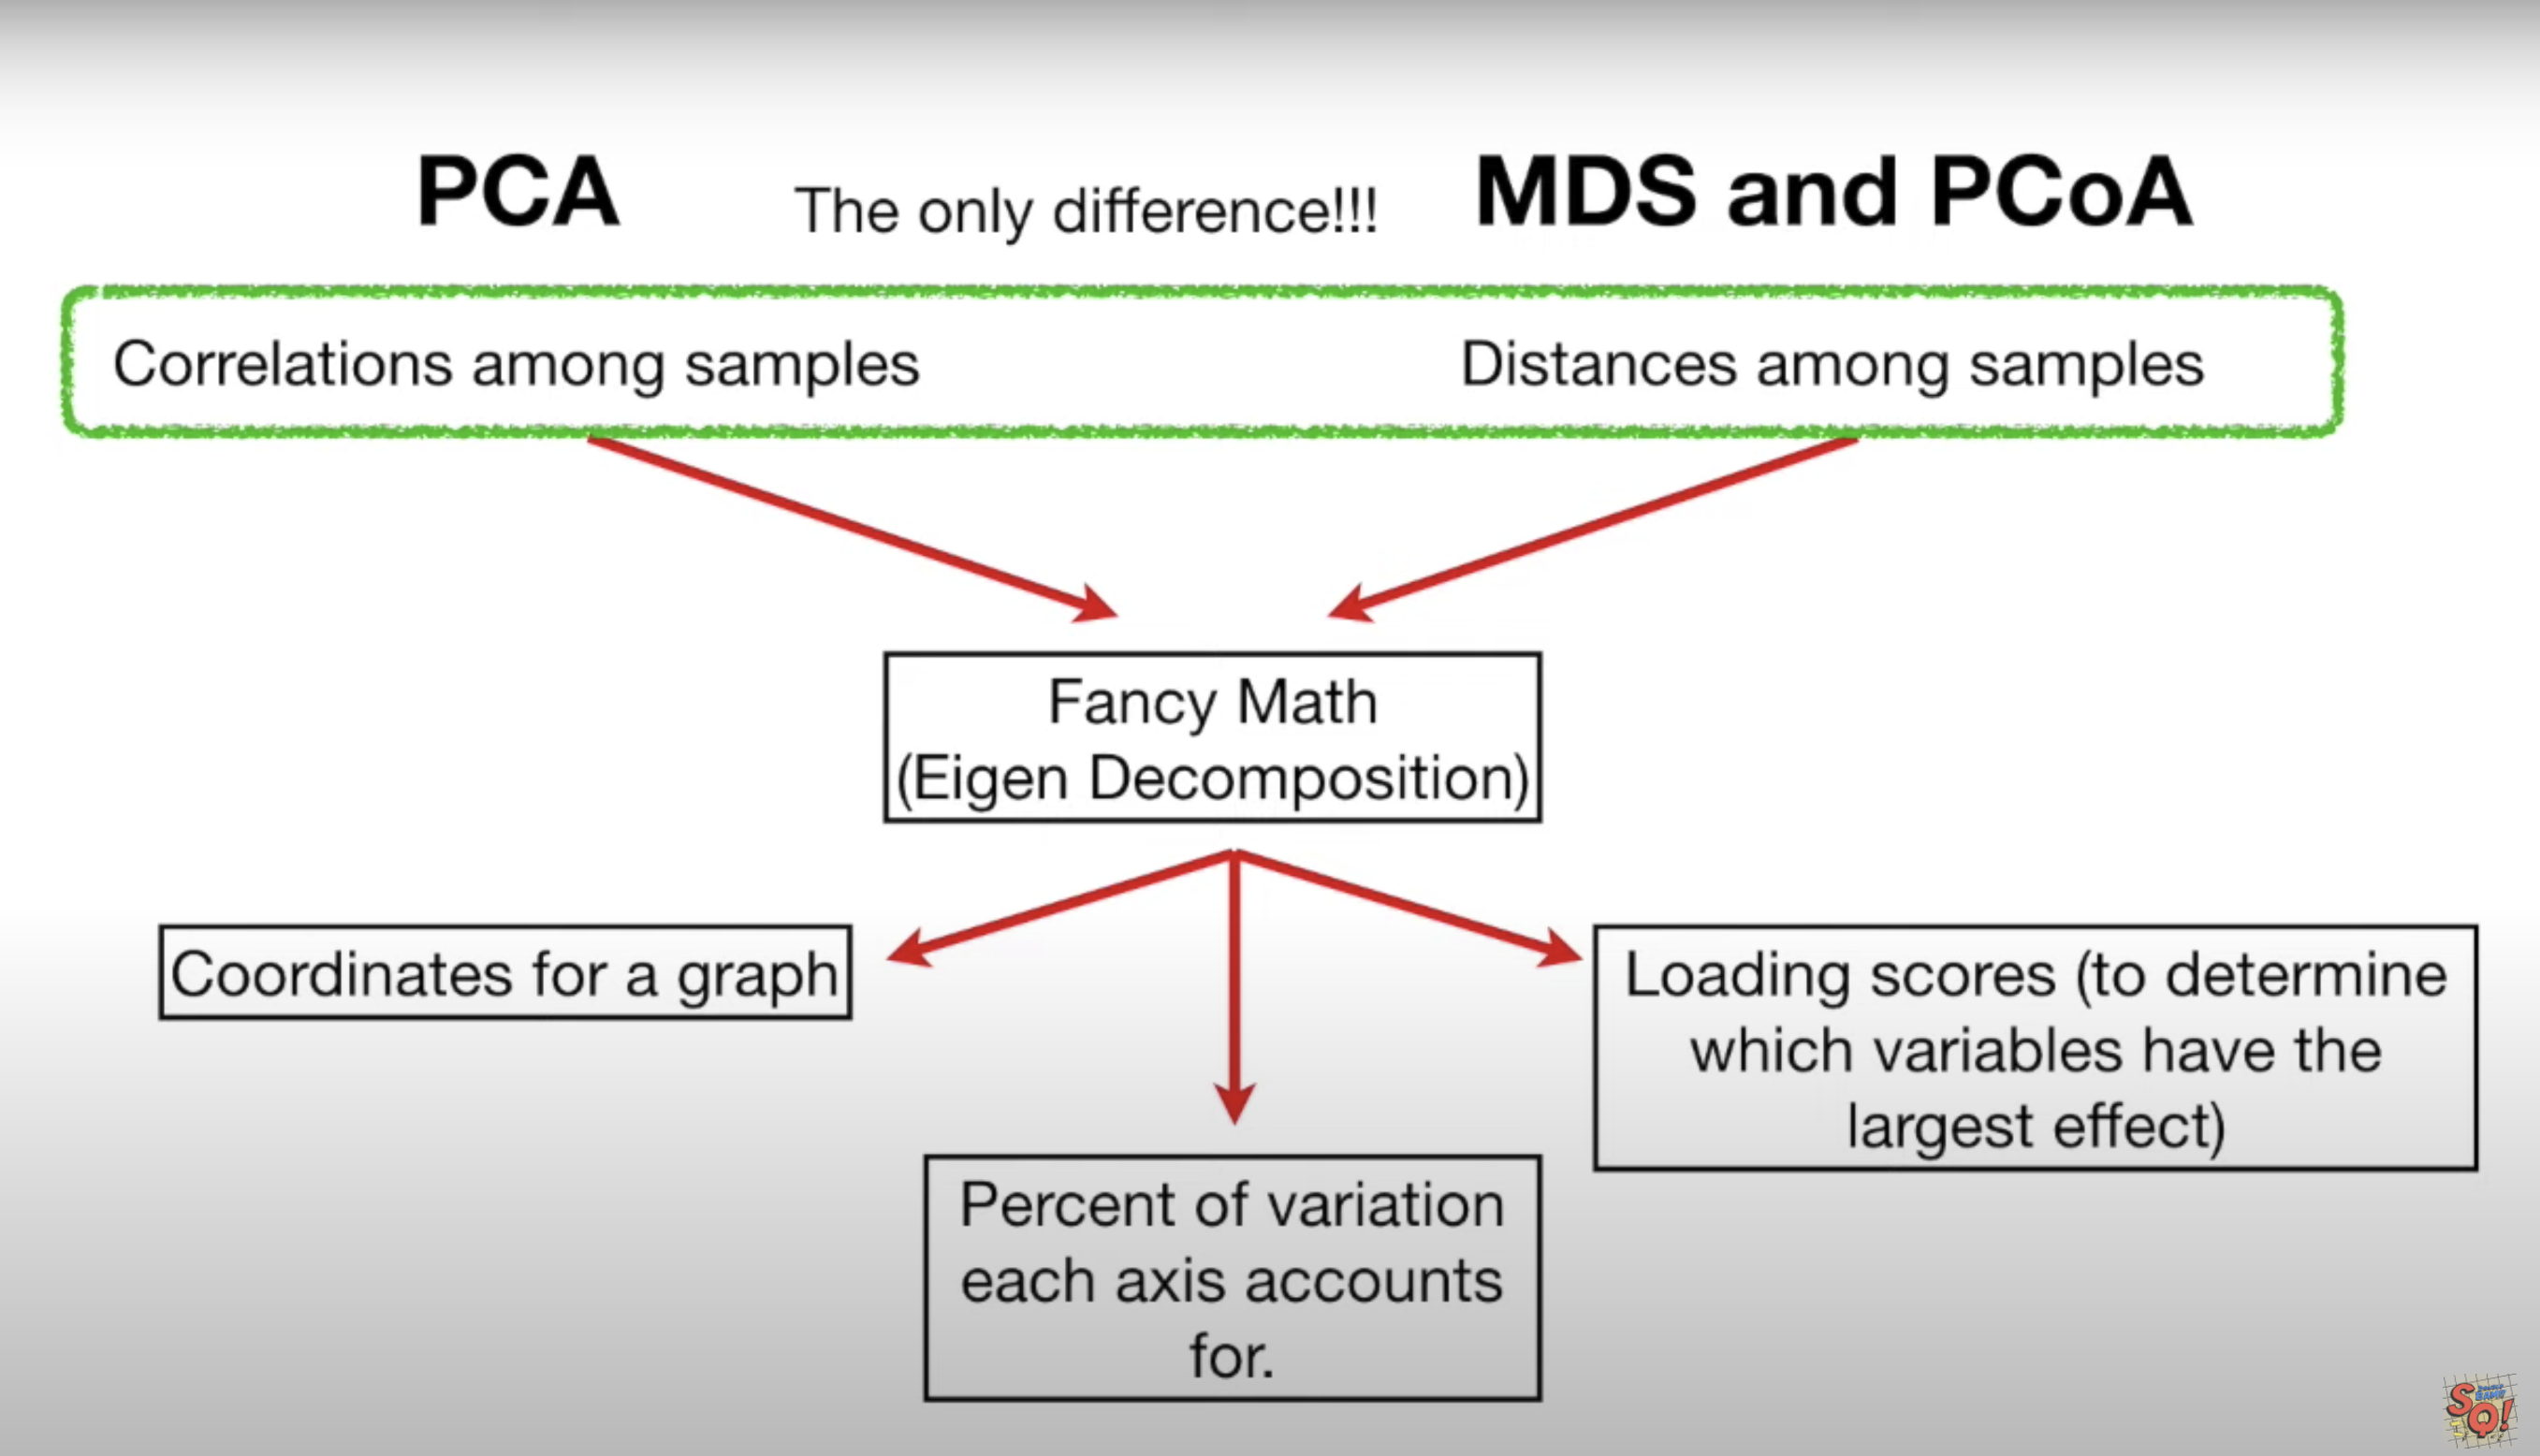 PCA
The only difference!!!
MDS and PCoA
Correlations among samples
Distances among samples
Fancy Math
(Eigen Decomposition)
Coordinates for a graph
Loading scores (to determine
which variables have the
largest effect)
Percent of variation
each axis accounts
for.
SQ!